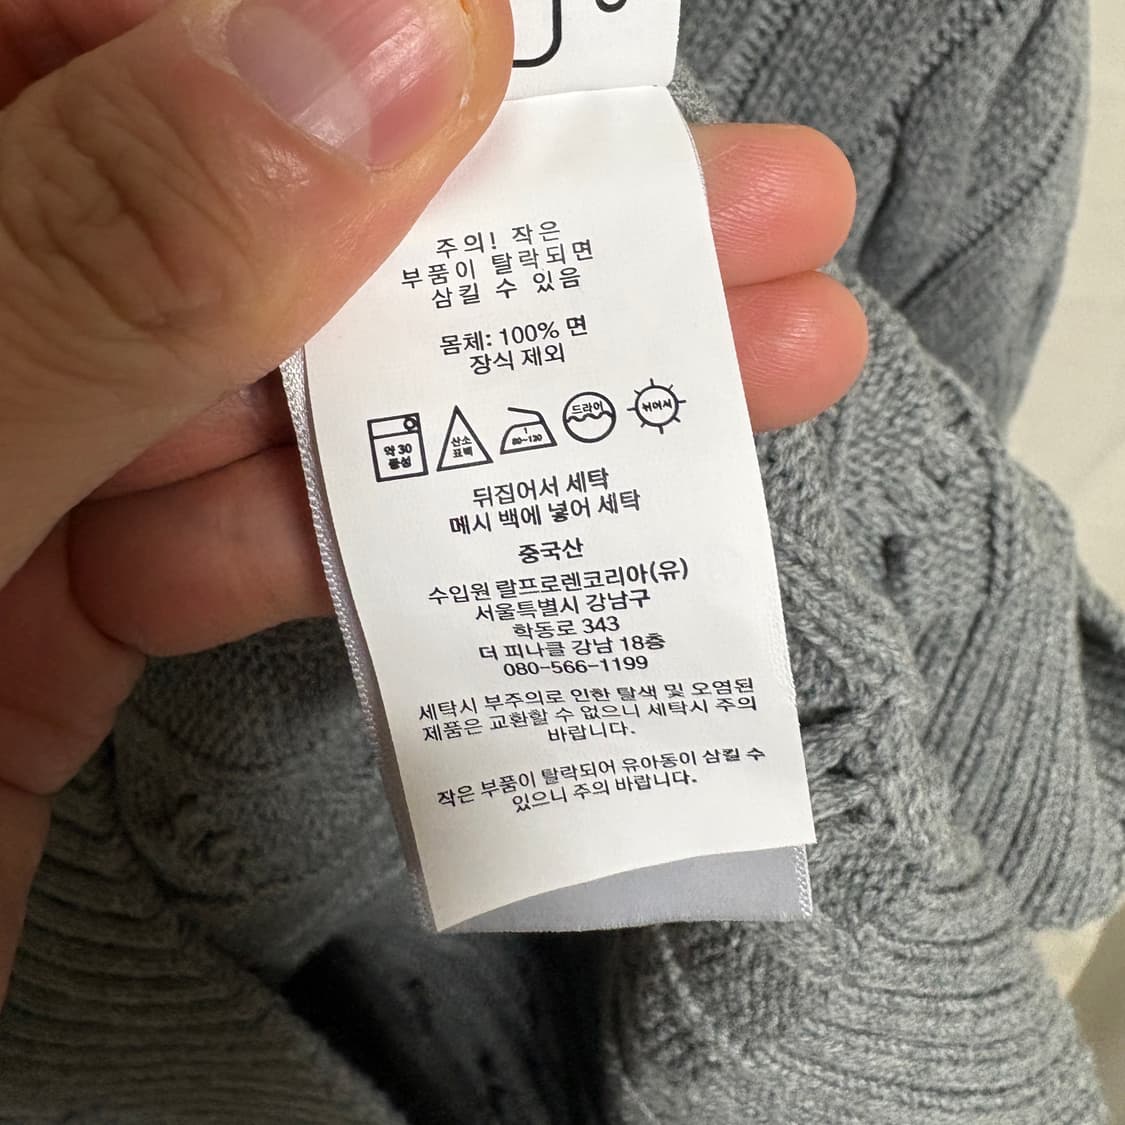 주의! 작은
부품이 탈락되면
삼킬 수 있음
몸체: 100% 면
장식 제외
약 30
중성
산소
표백
1
80~120
드라이
뉘어서
뒤집어서 세탁
메시 백에 넣어 세탁
중국산
수입원 랄프로렌코리아(유)
서울특별시 강남구
학동로 343
더 피나클 강남 18층
080-566-1199
세탁시 부주의로 인한 탈색 및 오염된
제품은 교환할 수 없으니 세탁시 주의
바랍니다.
작은 부품이 탈락되어 유아동이 삼킬 수
있으니 주의 바랍니다.